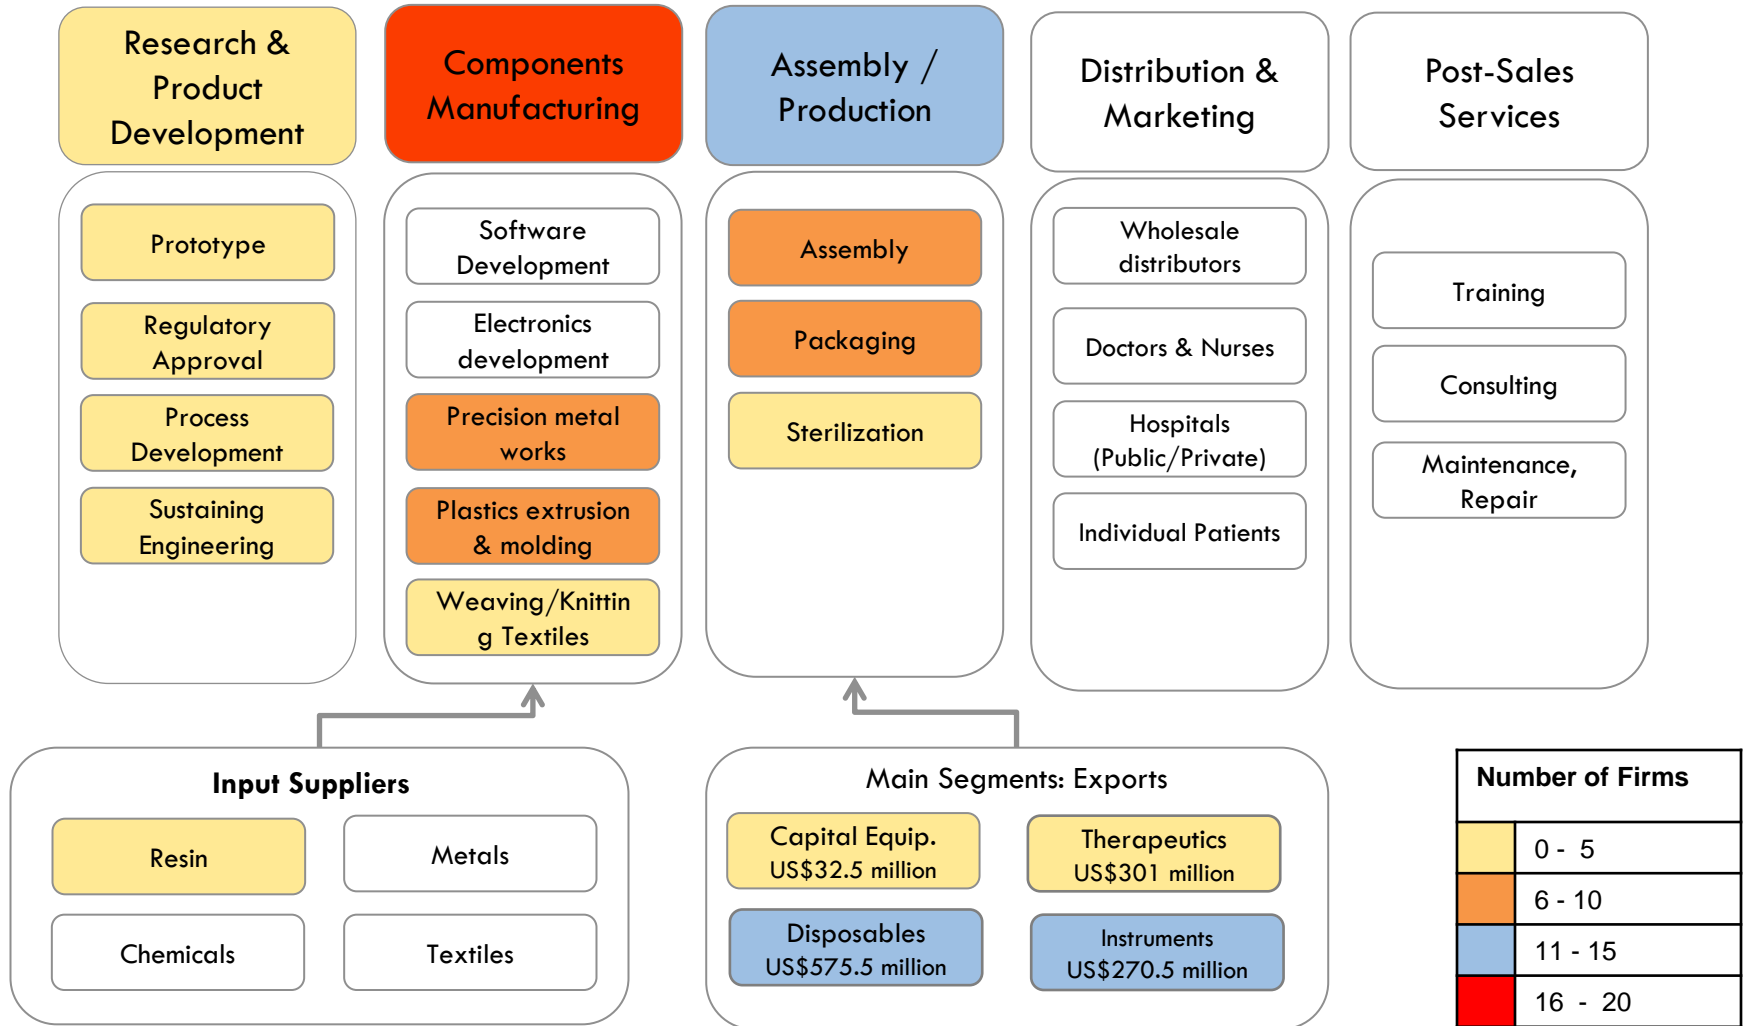 Research &
Product
Development
Components
Manufacturing
Assembly /
Production
Distribution &
Marketing
Post-Sales
Services
Prototype
Regulatory
Approval
Process
Development
Sustaining
Engineering
Software
Development
Electronics
development
Precision metal
works
Plastics extrusion
& molding
Weaving/Knittin
g Textiles
Assembly
Packaging
Sterilization
Wholesale
distributors
Doctors & Nurses
Hospitals
(Public/Private)
Individual Patients
Training
Consulting
Maintenance,
Repair
Input Suppliers
Resin
Metals
Chemicals
Textiles
Main Segments: Exports
Capital Equip.
US$32.5 million
Therapeutics
US$301 million
Disposables
US$575.5 million
Instruments
US$270.5 million
Number of Firms
0 - 5
6 - 10
11 - 15
16 - 20